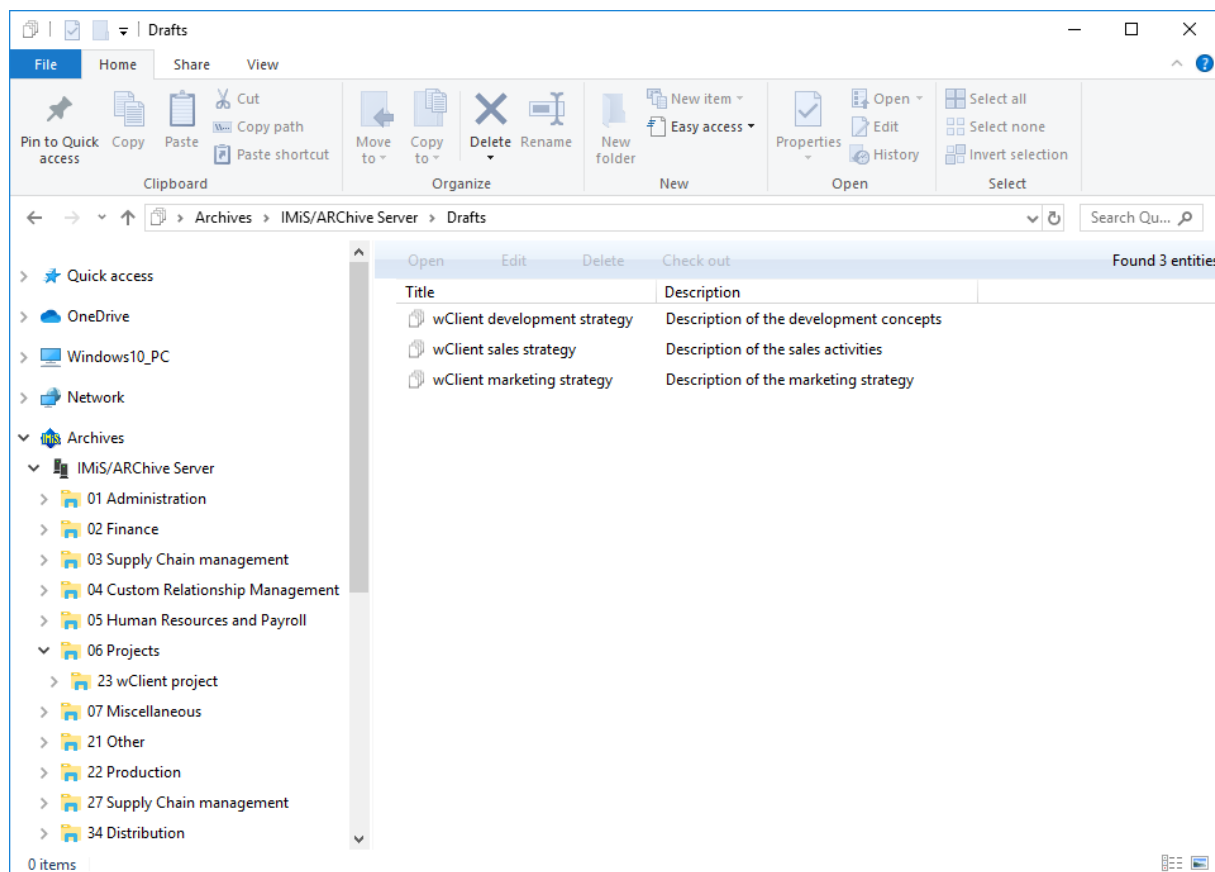 Drafts
File Home Share View
Pin to Quick access Copy Paste Cut Copy path Paste shortcut
Move to Copy to Delete Rename New folder New item Easy access
Properties Open Edit History Select all Select none Invert selection
Clipboard Organize New Open Select
Archives IMiS/ARChive Server Drafts Search Qu...
Open Edit Delete Check out Found 3 entities
Title Description
wClient development strategy Description of the development concepts
wClient sales strategy Description of the sales activities
wClient marketing strategy Description of the marketing strategy
Quick access
OneDrive
Windows10_PC
Network
Archives
IMiS/ARChive Server
01 Administration
02 Finance
03 Supply Chain management
04 Custom Relationship Management
05 Human Resources and Payroll
06 Projects
23 wClient project
07 Miscellaneous
21 Other
22 Production
27 Supply Chain management
34 Distribution
0 items